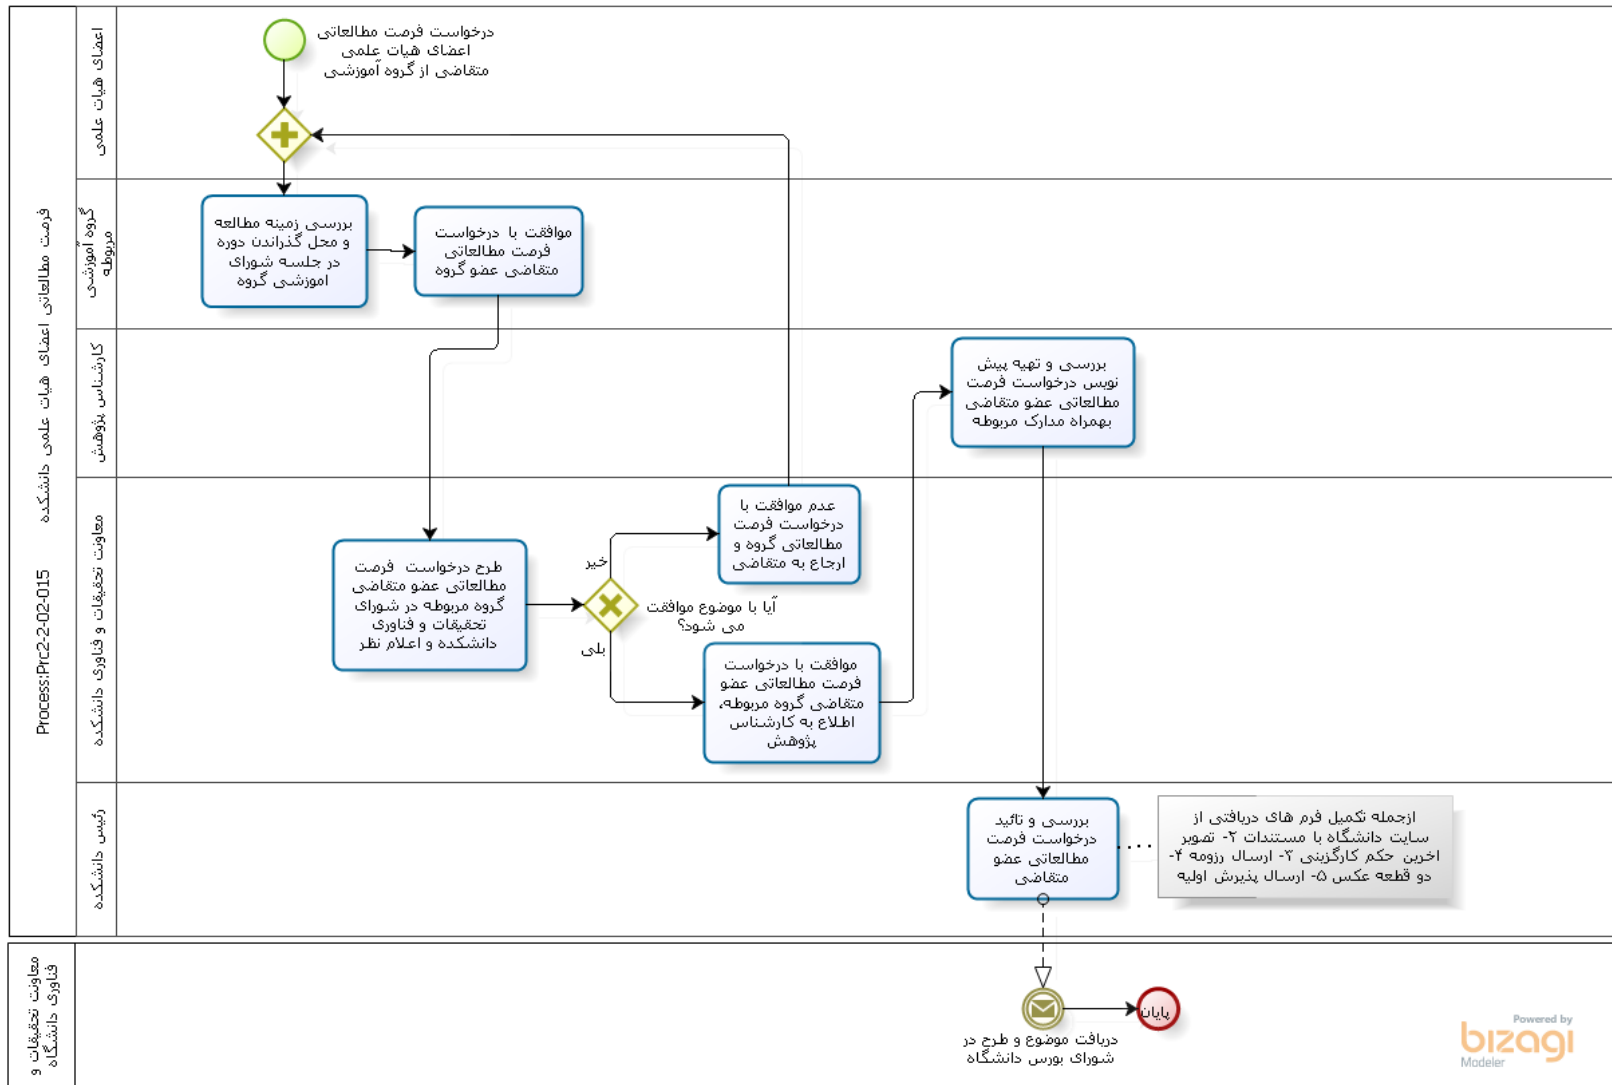 درخواست فرصت مطالعاتی
اعضای هیات علمی
متقاضی از گروه آموزشی
اعضای هیات علمی
فرصت مطالعاتی اعضای هیات علمی دانشکده
Process:Prc2-2-02-015
گروه آموزشی
مربوطه
بررسی زمینه مطالعه
و محل گذراندن دوره
در جلسه شورای
اموزشی گروه
موافقت با درخواست
فرصت مطالعاتی
متقاضی عضو گروه
کارشناس پژوهش
بررسی و تهیه پیش
نویس درخواست فرصت
مطالعاتی عضو متقاضی
بهمراه مدارک مربوطه
معاونت تحقیقات و فناوری دانشکده
عدم موافقت با
درخواست فرصت
مطالعاتی گروه و
ارجاع به متقاضی
خیر
طرح درخواست فرصت
مطالعاتی عضو متقاضی
گروه مربوطه در شورای
تحقیقات و فناوری
دانشکده و اعلام نظر
آیا با موضوع موافقت
می شود؟
بلی
موافقت با درخواست
فرصت مطالعاتی عضو
متقاضی گروه مربوطه،
اطلاع به کارشناس
پژوهش
رئیس دانشکده
بررسی و تائید
درخواست فرصت
مطالعاتی عضو
متقاضی
ازجمله تکمیل فرم های دریافتی از
سایت دانشگاه با مستندات ۲- تصویر
اخرین حکم کارگزینی ۳- ارسال رزومه ۴-
دو قطعه عکس ۵- ارسال پذیرش اولیه
معاونت تحقیقات و
فناوری دانشگاه
پایان
دریافت موضوع و طرح در
شورای بورس دانشگاه
Powered by
bizagi
Modeler